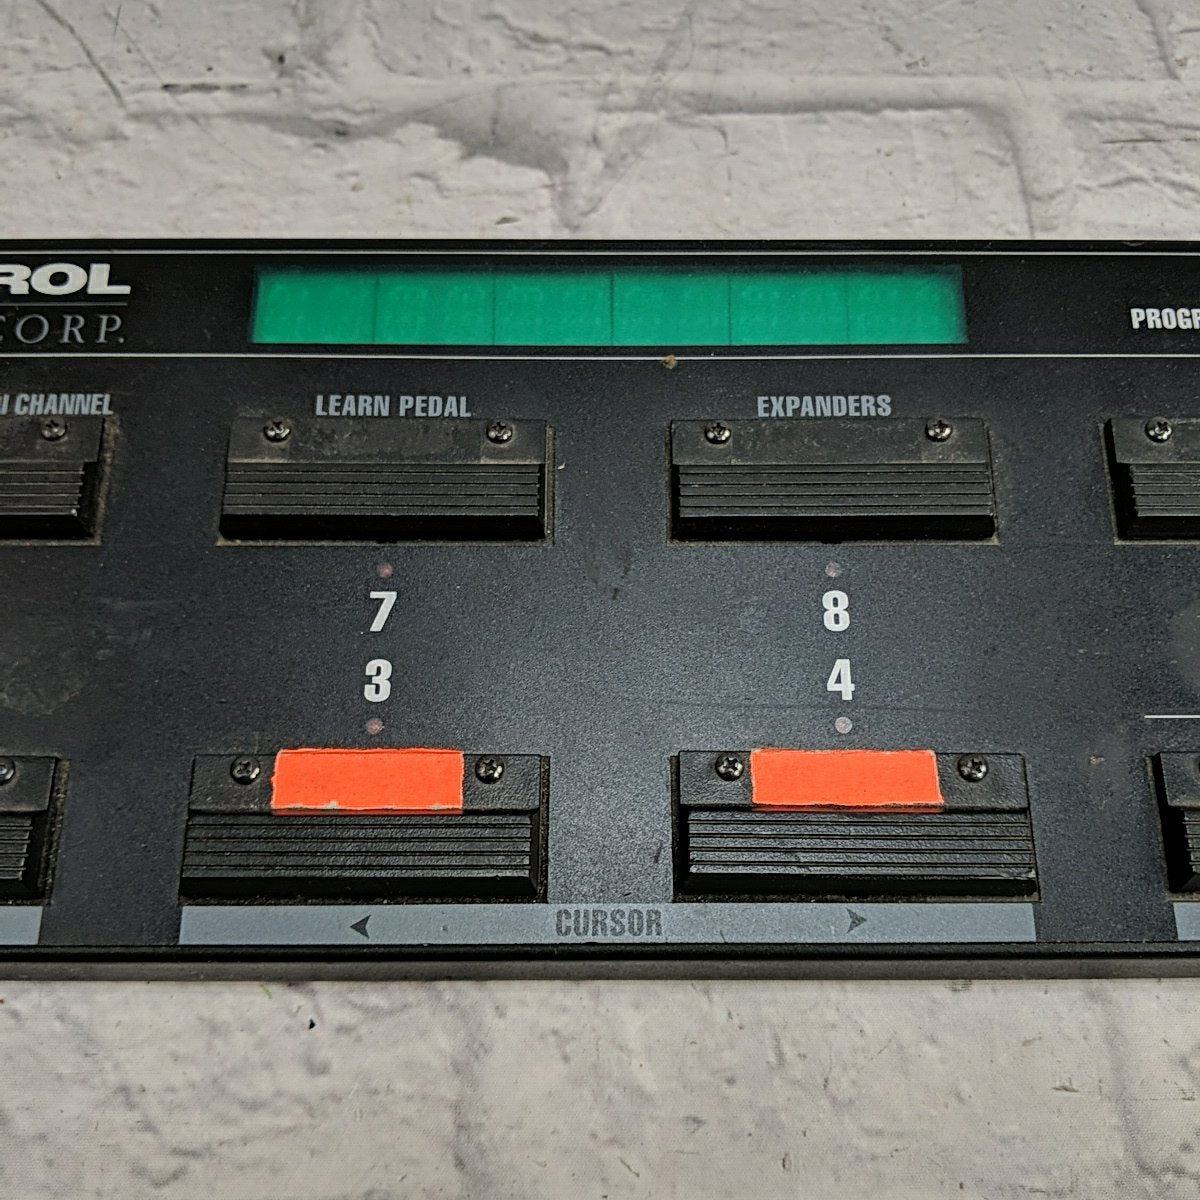 ROL
CORP.
PROGR
I CHANNEL
LEARN PEDAL
EXPANDERS
7
8
3
4
CURSOR